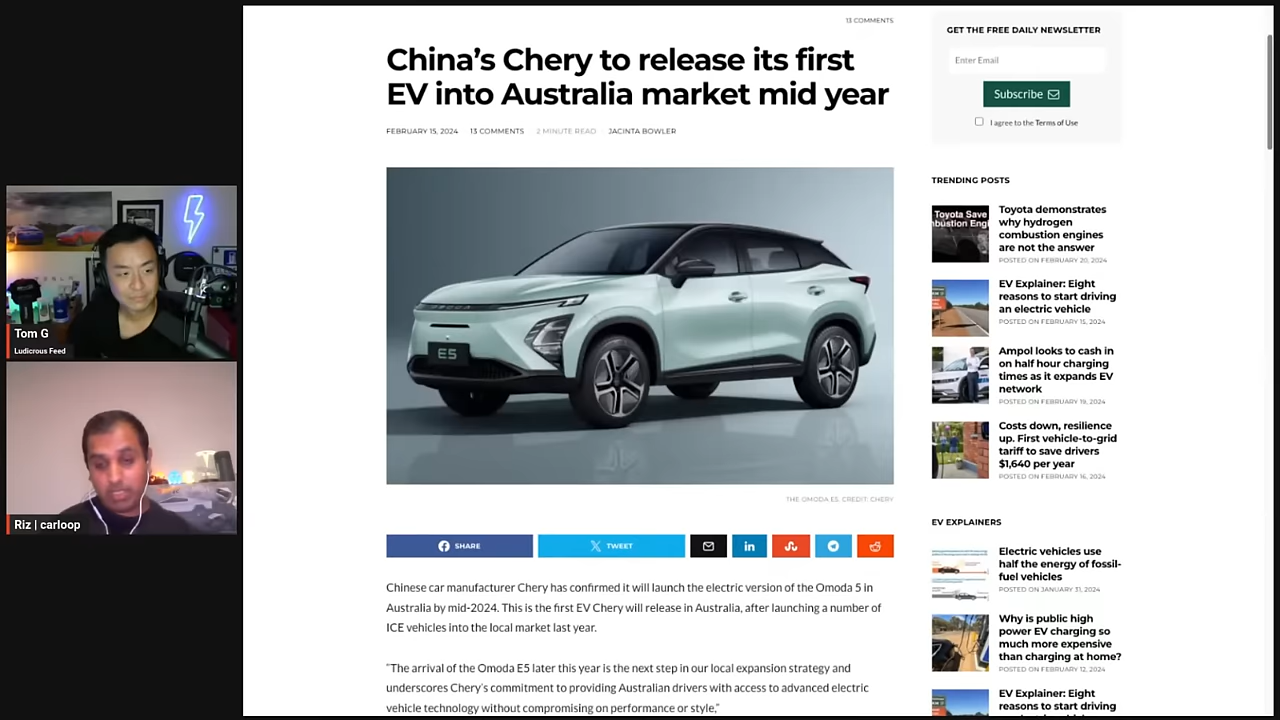 13 COMMENTS
China's Chery to release its first
EV into Australia market mid year
FEBRUARY 15, 2024 13 COMMENTS 2 MINUTE READ JACINTA BOWLER
E5
THE OMODA E5. CREDIT: CHERY
SHARE
TWEET
Chinese car manufacturer Chery has confirmed it will launch the electric version of the Omoda 5 in
Australia by mid-2024. This is the first EV Chery will release in Australia, after launching a number of
ICE vehicles into the local market last year.
“The arrival of the Omoda E5 later this year is the next step in our local expansion strategy and
underscores Chery's commitment to providing Australian drivers with access to advanced electric
vehicle technology without compromising on performance or style,”
GET THE FREE DAILY NEWSLETTER
Enter Email
Subscribe
I agree to the Terms of Use
TRENDING POSTS
Toyota Save
Toyota demonstrates
why hydrogen
combustion engines
are not the answer
POSTED ON FEBRUARY 20, 2024
EV Explainer: Eight
reasons to start driving
an electric vehicle
POSTED ON FEBRUARY 15, 2024
Ampol looks to cash in
on half hour charging
times as it expands EV
network
POSTED ON FEBRUARY 19, 2024
Costs down, resilience
up. First vehicle-to-grid
tariff to save drivers
$1,640 per year
POSTED ON FEBRUARY 16, 2024
EV EXPLAINERS
Electric vehicles use
half the energy of fossil-
fuel vehicles
POSTED ON JANUARY 31, 2024
Why is public high
power EV charging so
much more expensive
than charging at home?
POSTED ON FEBRUARY 12, 2024
EV Explainer: Eight
reasons to start driving
Tom G
Ludicrous Feed
Riz | carloop